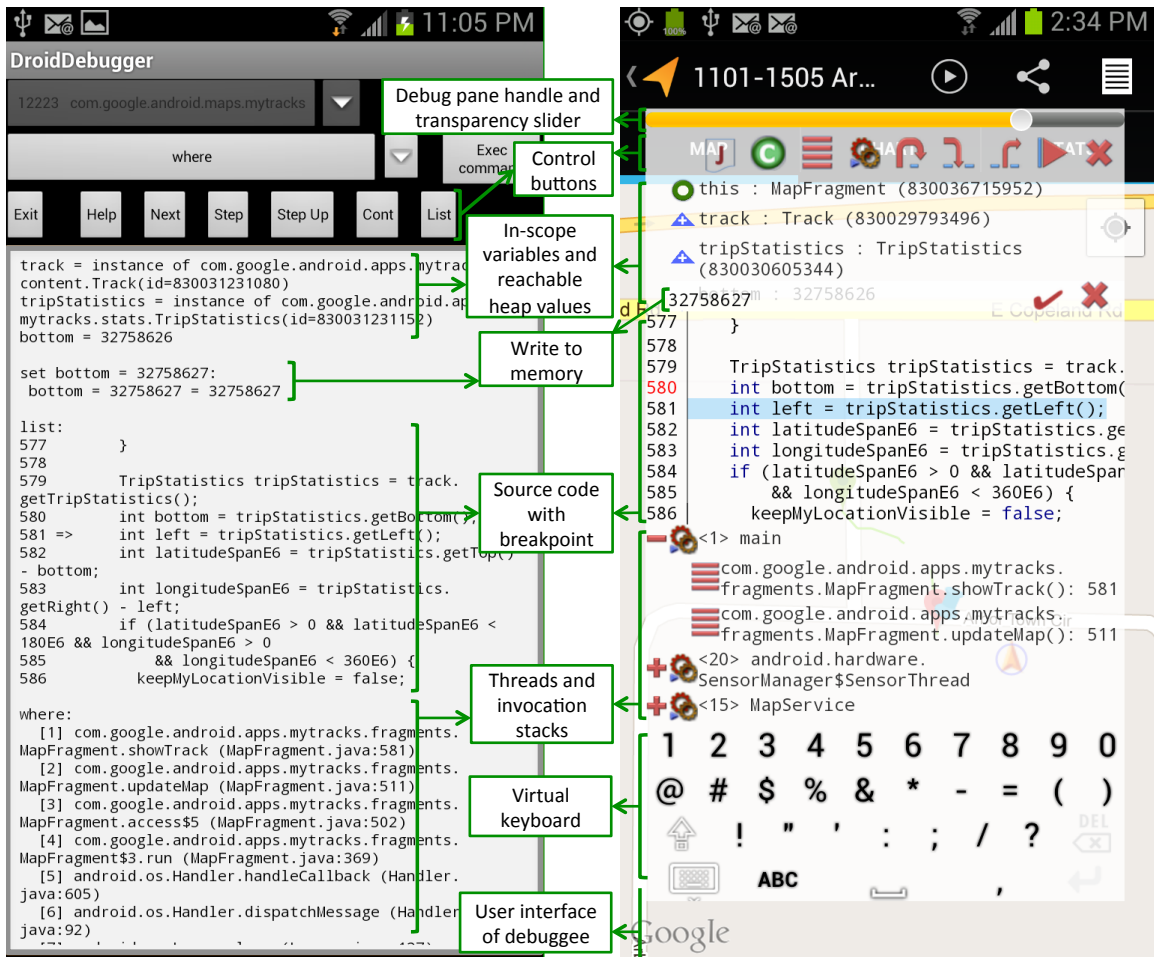 11:05 PM
DroidDebugger
12223 com.google.android.maps.mytracks
where
Exec
comman
Exit
Help
Next
Step
Step Up
Cont
List
track = instance of com.google.android.apps.mytrac
content.Track(id=830031231080)
tripStatistics = instance of com.google.android.ap
mytracks.stats.TripStatistics(id=830031231152)
bottom = 32758626
set bottom = 32758627:
bottom = 32758627 = 32758627
list:
577 }
578
579 TripStatistics tripStatistics = track.
getTripStatistics();
580 int bottom = tripStatistics.getBottom();
581 => int left = tripStatistics.getLeft();
582 int latitudeSpanE6 = tripStatistics.getTop()
- bottom;
583 int longitudeSpanE6 = tripStatistics.
getRight() - left;
584 if (latitudeSpanE6 > 0 && latitudeSpanE6 <
180E6 && longitudeSpanE6 > 0
585 && longitudeSpanE6 < 360E6) {
586 keepMyLocationVisible = false;
where:
[1] com.google.android.apps.mytracks.fragments.
MapFragment.showTrack (MapFragment.java:581)
[2] com.google.android.apps.mytracks.fragments.
MapFragment.updateMap (MapFragment.java:511)
[3] com.google.android.apps.mytracks.fragments.
MapFragment.access$5 (MapFragment.java:502)
[4] com.google.android.apps.mytracks.fragments.
MapFragment$3.run (MapFragment.java:369)
[5] android.os.Handler.handleCallback (Handler.
java:605)
[6] android.os.Handler.dispatchMessage (Handler
java:92)
Debug pane handle and
transparency slider
Control
buttons
In-scope
variables and
reachable
heap values
Write to
memory
Source code
with
breakpoint
Threads and
invocation
stacks
Virtual
keyboard
User interface
of debuggee
100%
2:34 PM
1101-1505 Ar...
MAP
J
C
HA
TATS
this : MapFragment (830036715952)
track : Track (830029793496)
tripStatistics : TripStatistics
(830030605344)
bottom : 32758626
32758627
E Copeland Rd
577 }
578
579 TripStatistics tripStatistics = track.
580 int bottom = tripStatistics.getBottom(
581 int left = tripStatistics.getLeft();
582 int latitudeSpanE6 = tripStatistics.ge
583 int longitudeSpanE6 = tripStatistics.g
584 if (latitudeSpanE6 > 0 && latitudeSpan
585 && longitudeSpanE6 < 360E6) {
586 keepMyLocationVisible = false;
<1> main
com.google.android.apps.mytracks.
fragments.MapFragment.showTrack(): 581
com.google.android.apps.mytracks.
fragments.MapFragment.updateMap(): 511
Town Cir
<20> android.hardware.
SensorManager$SensorThread
<15> MapService
1 2 3 4 5 6 7 8 9 0
@ # $ % & * - = ( )
! " ' : ; / ? DEL
ABC ,
Google